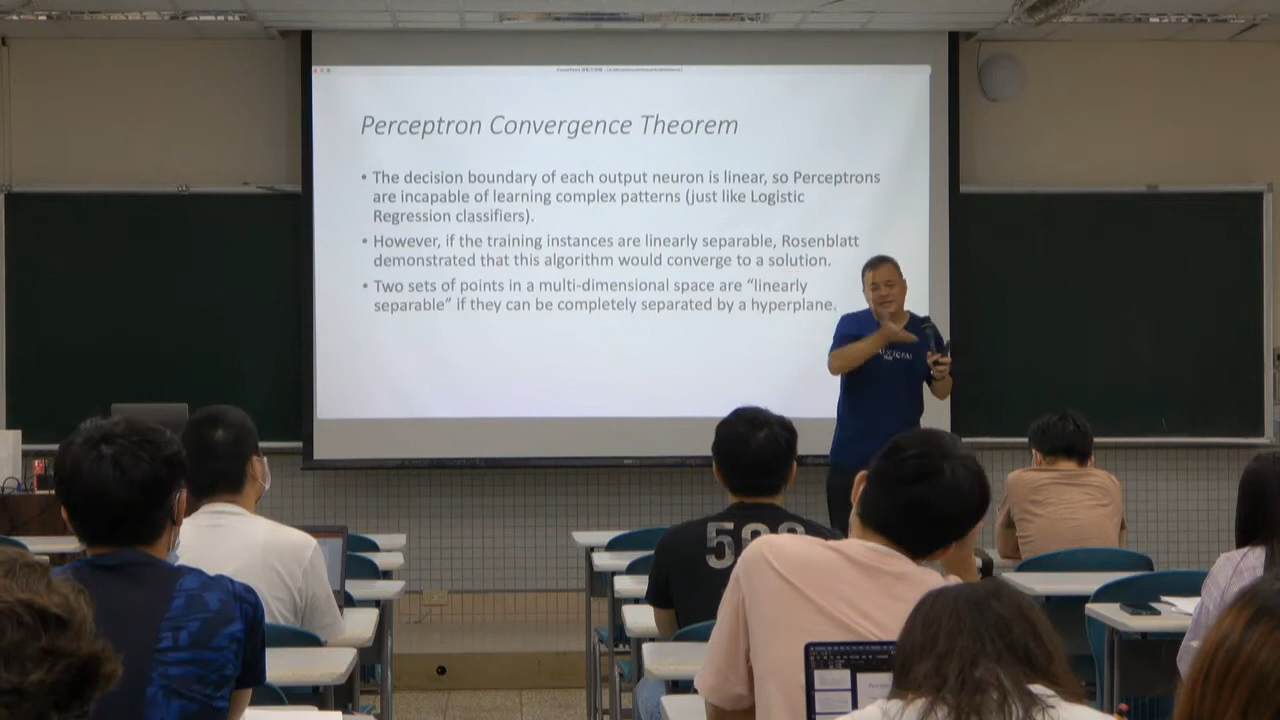 Perceptron Convergence Theorem
• The decision boundary of each output neuron is linear, so Perceptrons
are incapable of learning complex patterns (just like Logistic
Regression classifiers).
• However, if the training instances are linearly separable, Rosenblatt
demonstrated that this algorithm would converge to a solution.
• Two sets of points in a multi-dimensional space are “linearly
separable” if they can be completely separated by a hyperplane.